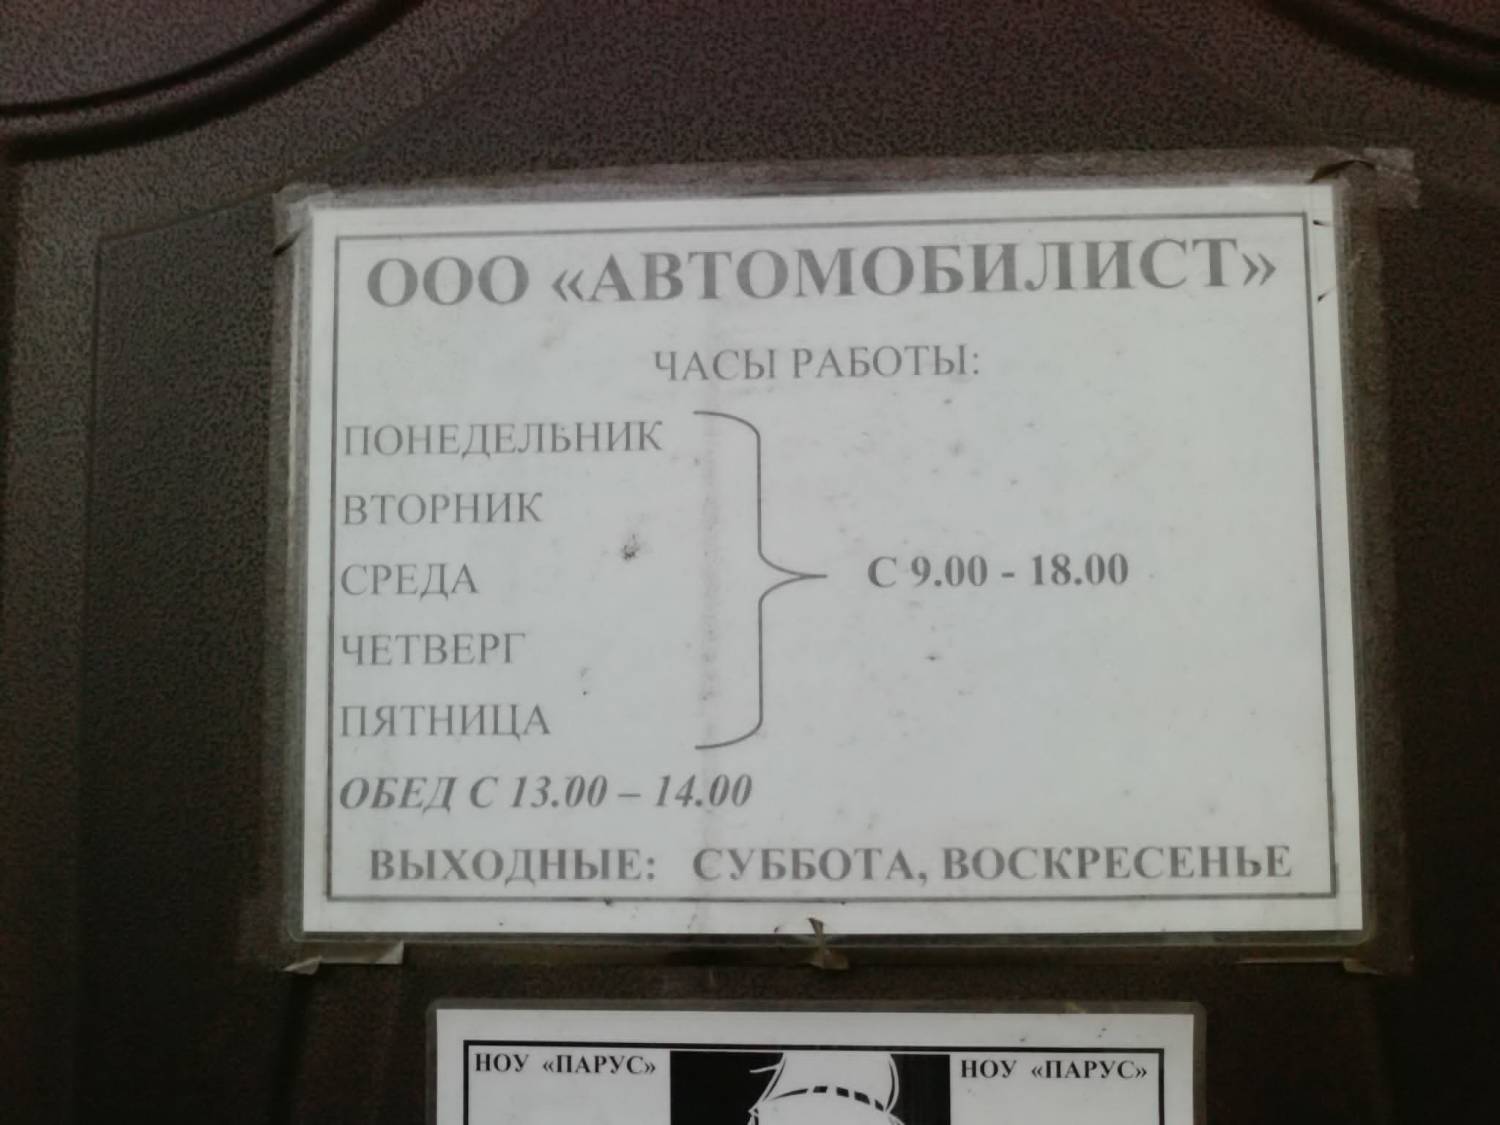 ООО «АВТОМОБИЛИСТ»
ЧАСЫ РАБОТЫ:
ПОНЕДЕЛЬНИК
ВТОРНИК
СРЕДА
ЧЕТВЕРГ
ПЯТНИЦА
С 9.00 - 18.00
ОБЕД С 13.00 – 14.00
ВЫХОДНЫЕ: СУББОТА, ВОСКРЕСЕНЬЕ
НОУ «ПАРУС»
НОУ «ПАРУС»